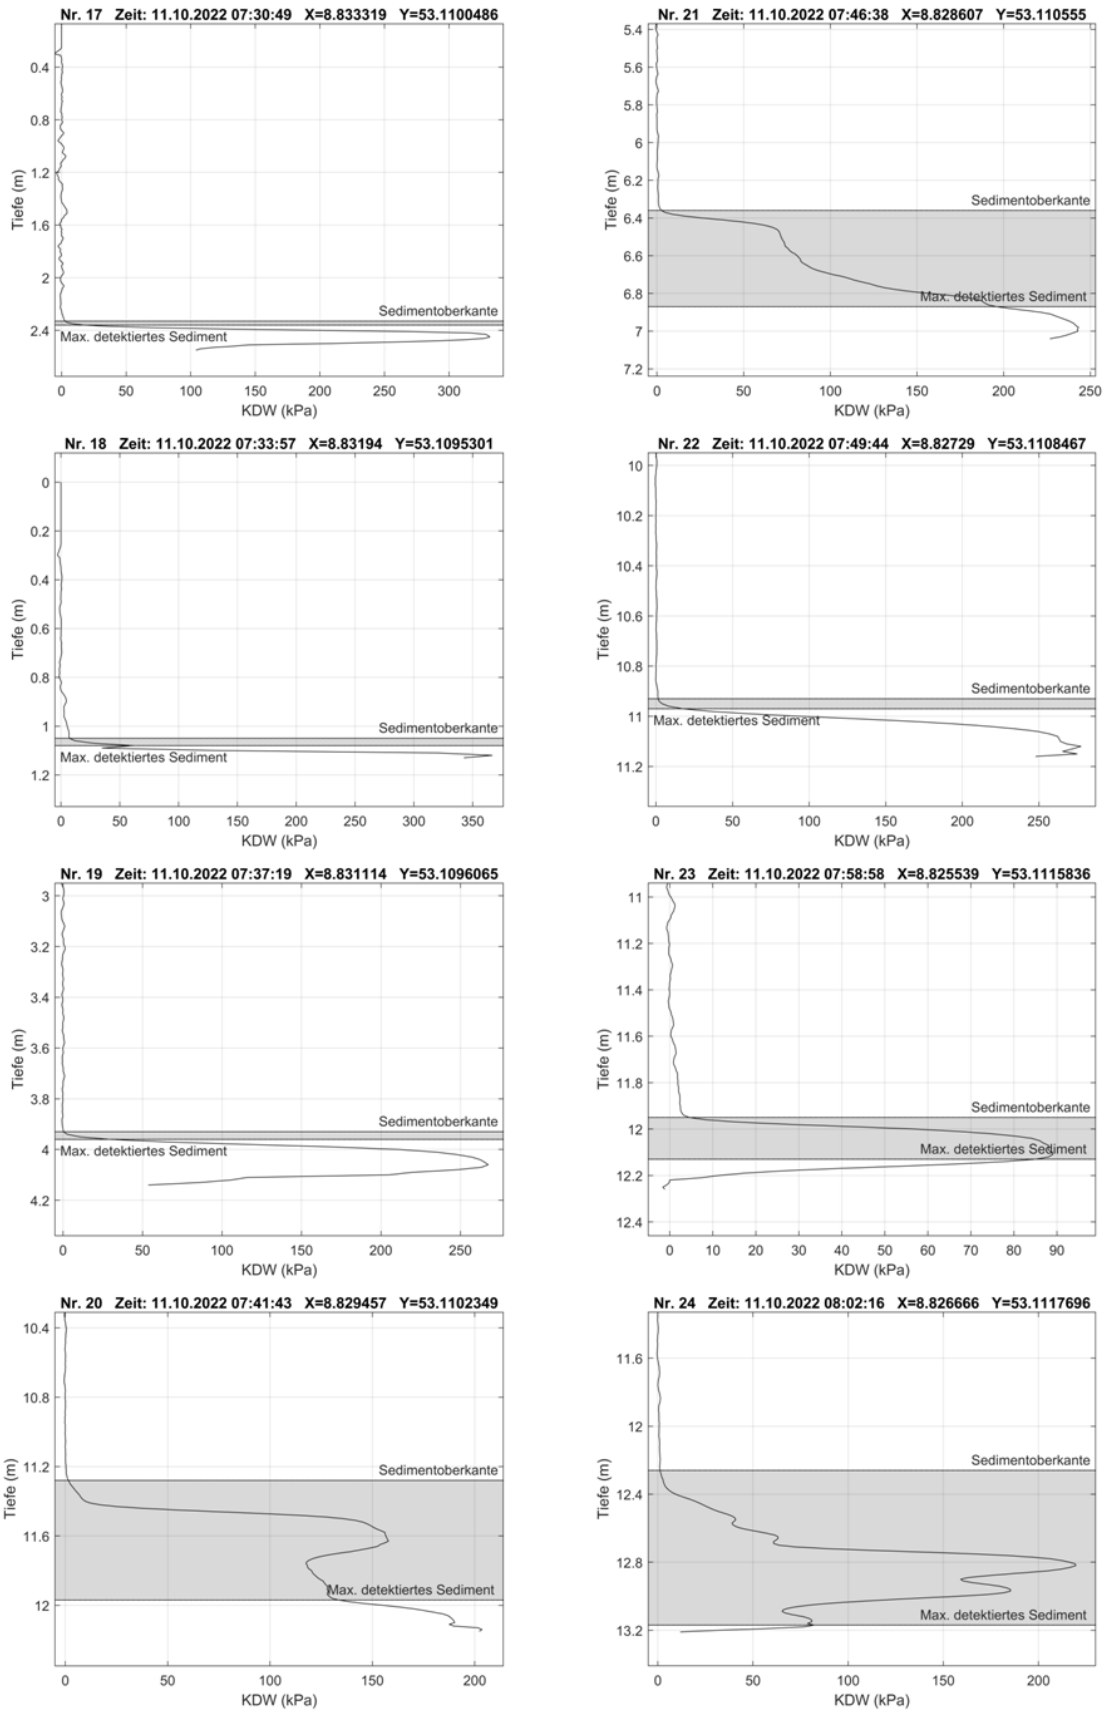 Nr. 17 Zeit: 11.10.2022 07:30:49 X=8.833319 Y=53.1100486
0.4
0.8
1.2
1.6
2
2.4
Tiefe (m)
Sedimentoberkante
Max. detektiertes Sediment
0 50 100 150 200 250 300
KDW (kPa)
Nr. 21 Zeit: 11.10.2022 07:46:38 X=8.828607 Y=53.110555
5.4
5.6
5.8
6
6.2
6.4
6.6
6.8
7
7.2
Tiefe (m)
Sedimentoberkante
Max. detektiertes Sediment
0 50 100 150 200 250
KDW (kPa)
Nr. 18 Zeit: 11.10.2022 07:33:57 X=8.83194 Y=53.1095301
0
0.2
0.4
0.6
0.8
1
1.2
Tiefe (m)
Sedimentoberkante
Max. detektiertes Sediment
0 50 100 150 200 250 300 350
KDW (kPa)
Nr. 22 Zeit: 11.10.2022 07:49:44 X=8.82729 Y=53.1108467
10
10.2
10.4
10.6
10.8
11
11.2
Tiefe (m)
Sedimentoberkante
Max. detektiertes Sediment
0 50 100 150 200 250
KDW (kPa)
Nr. 19 Zeit: 11.10.2022 07:37:19 X=8.831114 Y=53.1096065
3
3.2
3.4
3.6
3.8
4
4.2
Tiefe (m)
Sedimentoberkante
Max. detektiertes Sediment
0 50 100 150 200 250
KDW (kPa)
Nr. 23 Zeit: 11.10.2022 07:58:58 X=8.825539 Y=53.1115836
11
11.2
11.4
11.6
11.8
12
12.2
12.4
Tiefe (m)
Sedimentoberkante
Max. detektiertes Sediment
0 10 20 30 40 50 60 70 80 90
KDW (kPa)
Nr. 20 Zeit: 11.10.2022 07:41:43 X=8.829457 Y=53.1102349
10.4
10.8
11.2
11.6
12
Tiefe (m)
Sedimentoberkante
Max. detektiertes Sediment
0 50 100 150 200
KDW (kPa)
Nr. 24 Zeit: 11.10.2022 08:02:16 X=8.826666 Y=53.1117696
11.6
12
12.4
12.8
13.2
Tiefe (m)
Sedimentoberkante
Max. detektiertes Sediment
0 50 100 150 200
KDW (kPa)